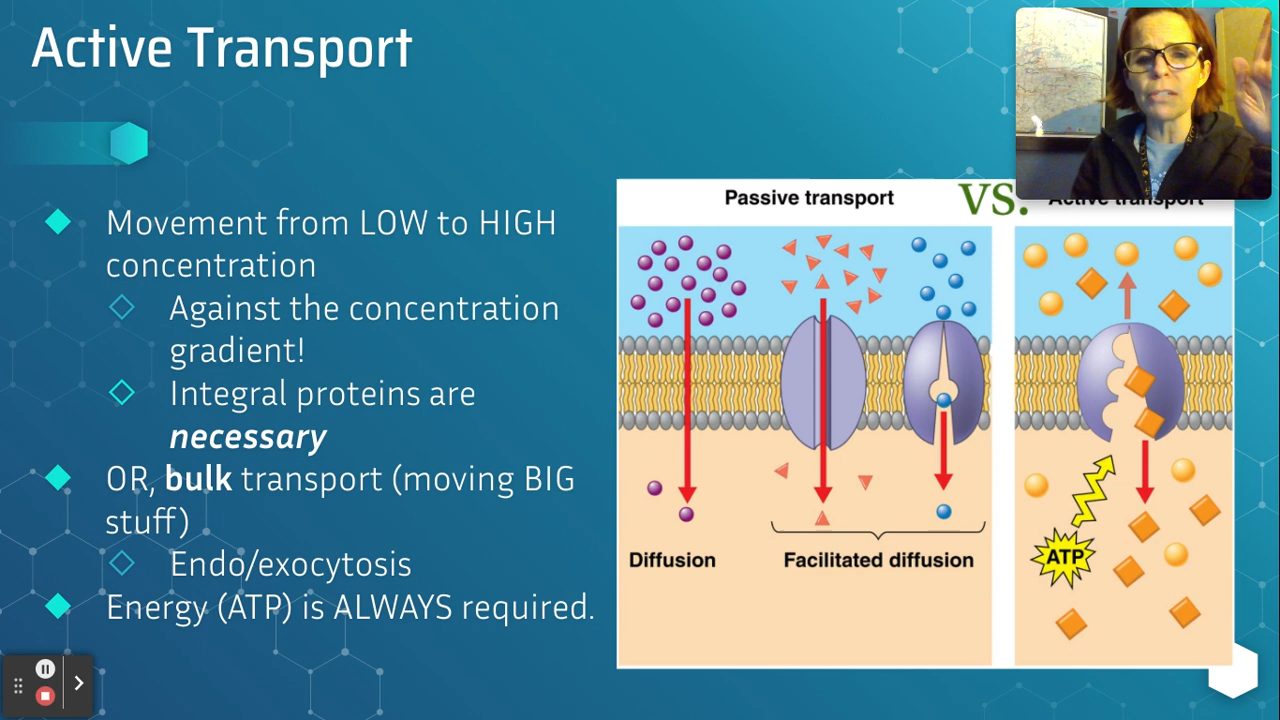 Active Transport
Movement from LOW to HIGH
concentration
Against the concentration
gradient!
Integral proteins are
necessary
OR, bulk transport (moving BIG
stuff)
Endo/exocytosis
Energy (ATP) is ALWAYS required.
Passive transport VS. Active transport
ATP
Diffusion Facilitated diffusion